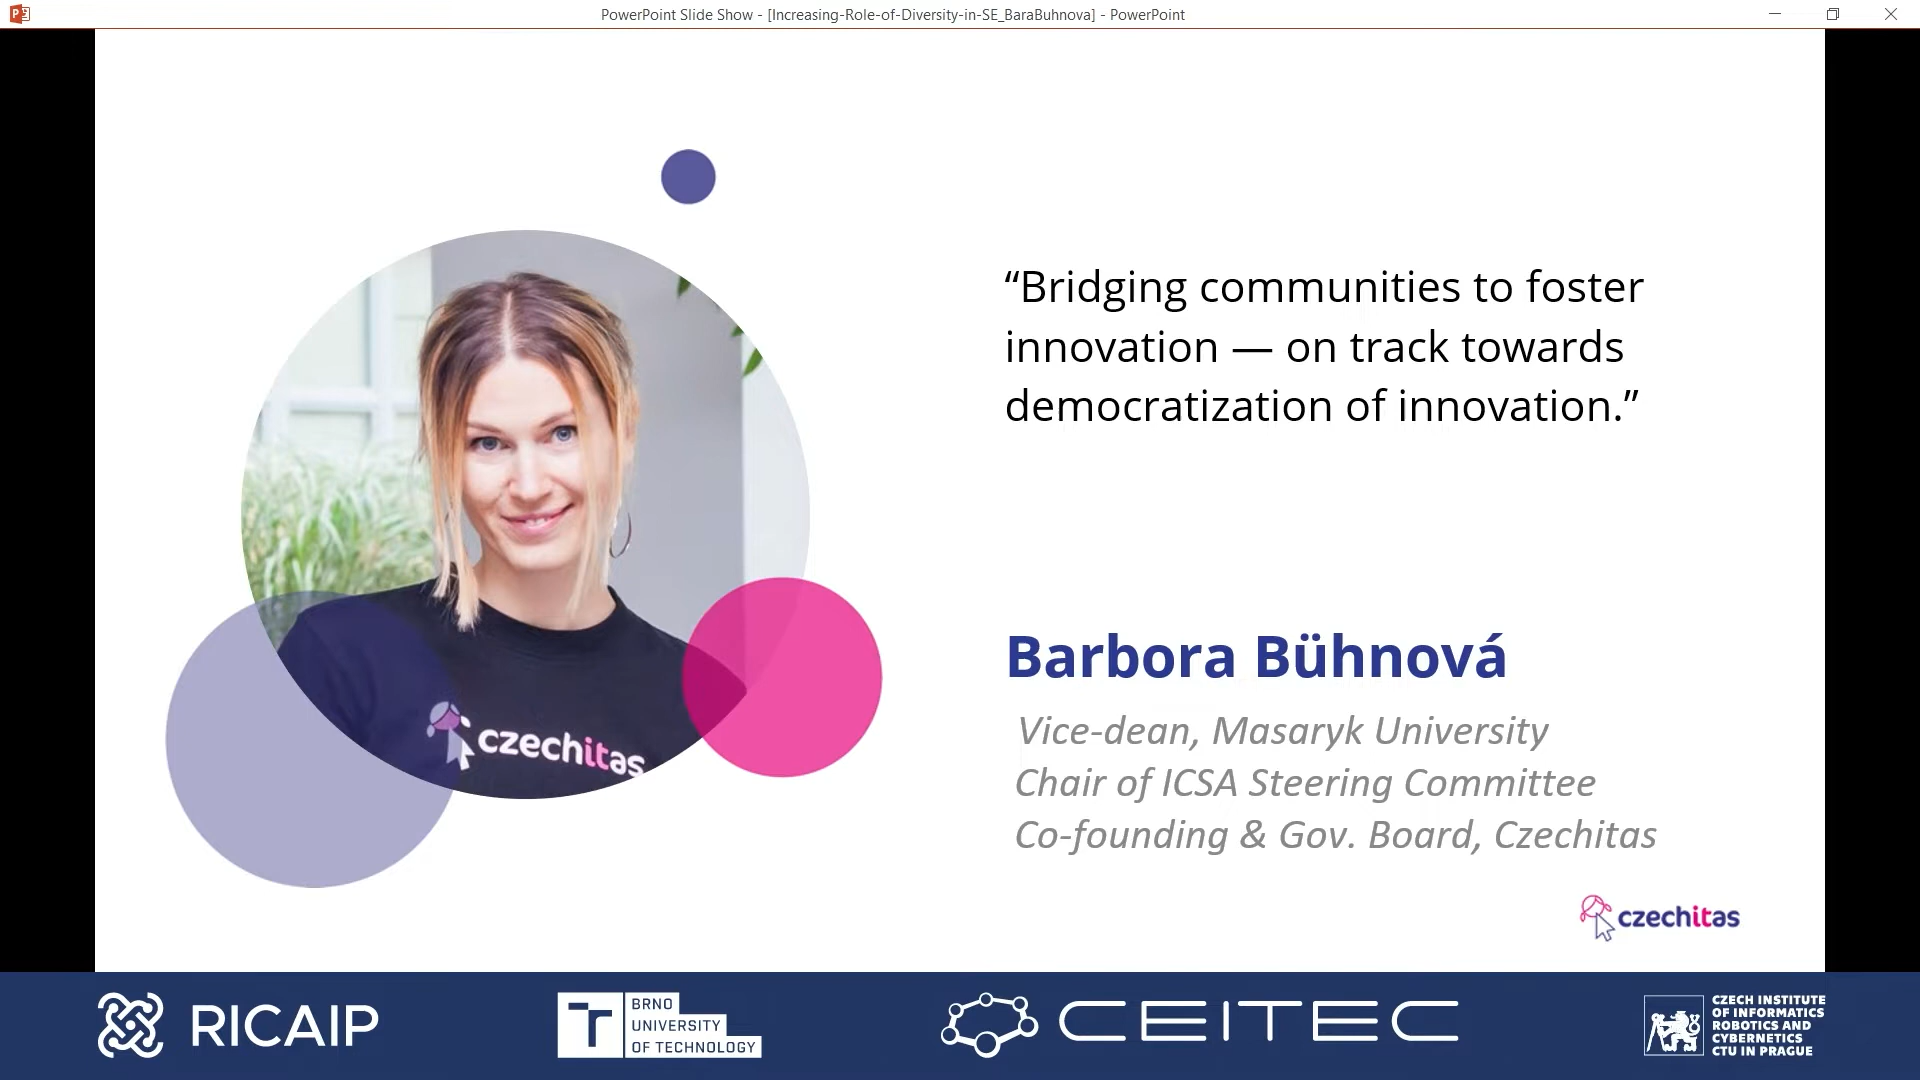 PowerPoint Slide Show - [Increasing-Role-of-Diversity-in-SE_BaraBuhnova] - PowerPoint
“Bridging communities to foster
innovation — on track towards
democratization of innovation.”
Barbora Bühnová
Vice-dean, Masaryk University
Chair of ICSA Steering Committee
Co-founding & Gov. Board, Czechitas
czechitas
czechitas
RICAIP
BRNO
UNIVERSITY
OF TECHNOLOGY
CEITEC
CZECH INSTITUTE
OF INFORMATICS
ROBOTICS AND
CYBERNETICS
CTU IN PRAGUE